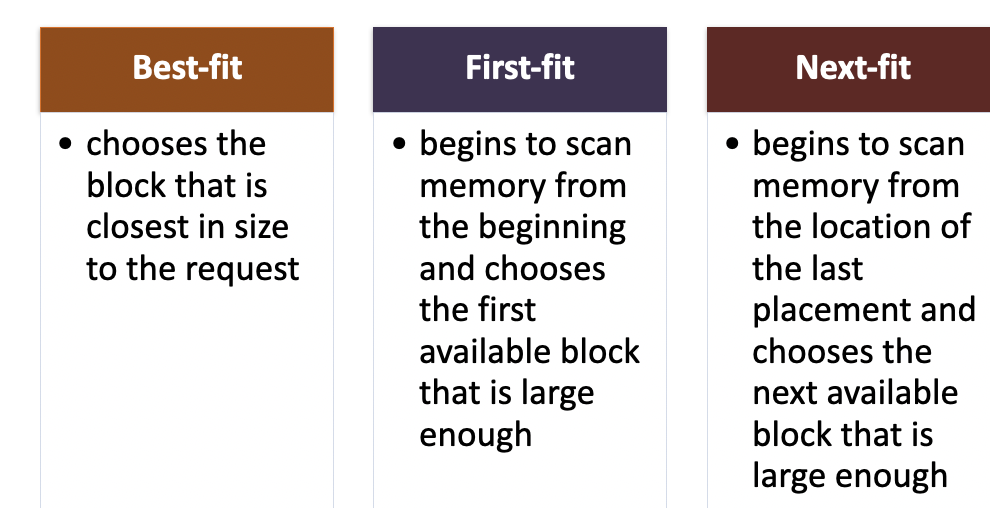 Best-fit
• chooses the
block that is
closest in size
to the request
First-fit
• begins to scan
memory from
the beginning
and chooses
the first
available block
that is large
enough
Next-fit
• begins to scan
memory from
the location of
the last
placement and
chooses the
next available
block that is
large enough